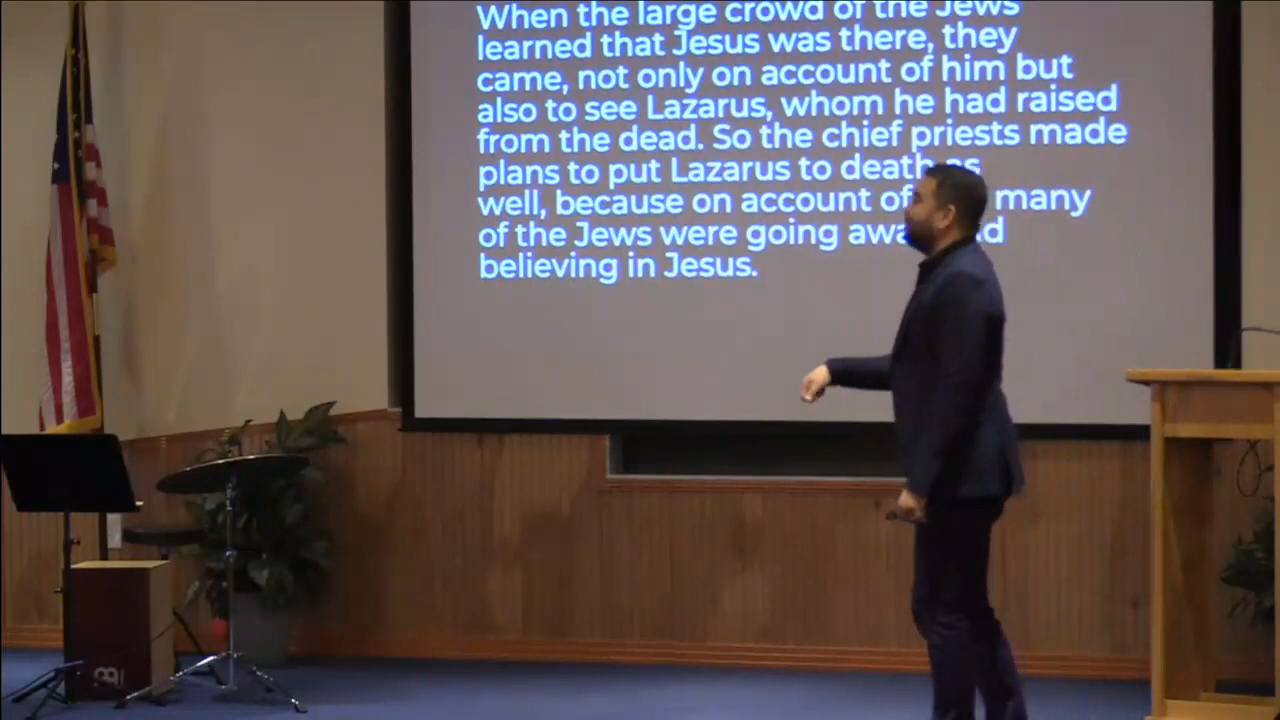 When the large crowd of the Jews
learned that Jesus was there, they
came, not only on account of him but
also to see Lazarus, whom he had raised
from the dead. So the chief priests made
plans to put Lazarus to death as
well, because on account of many
of the Jews were going away and
believing in Jesus.